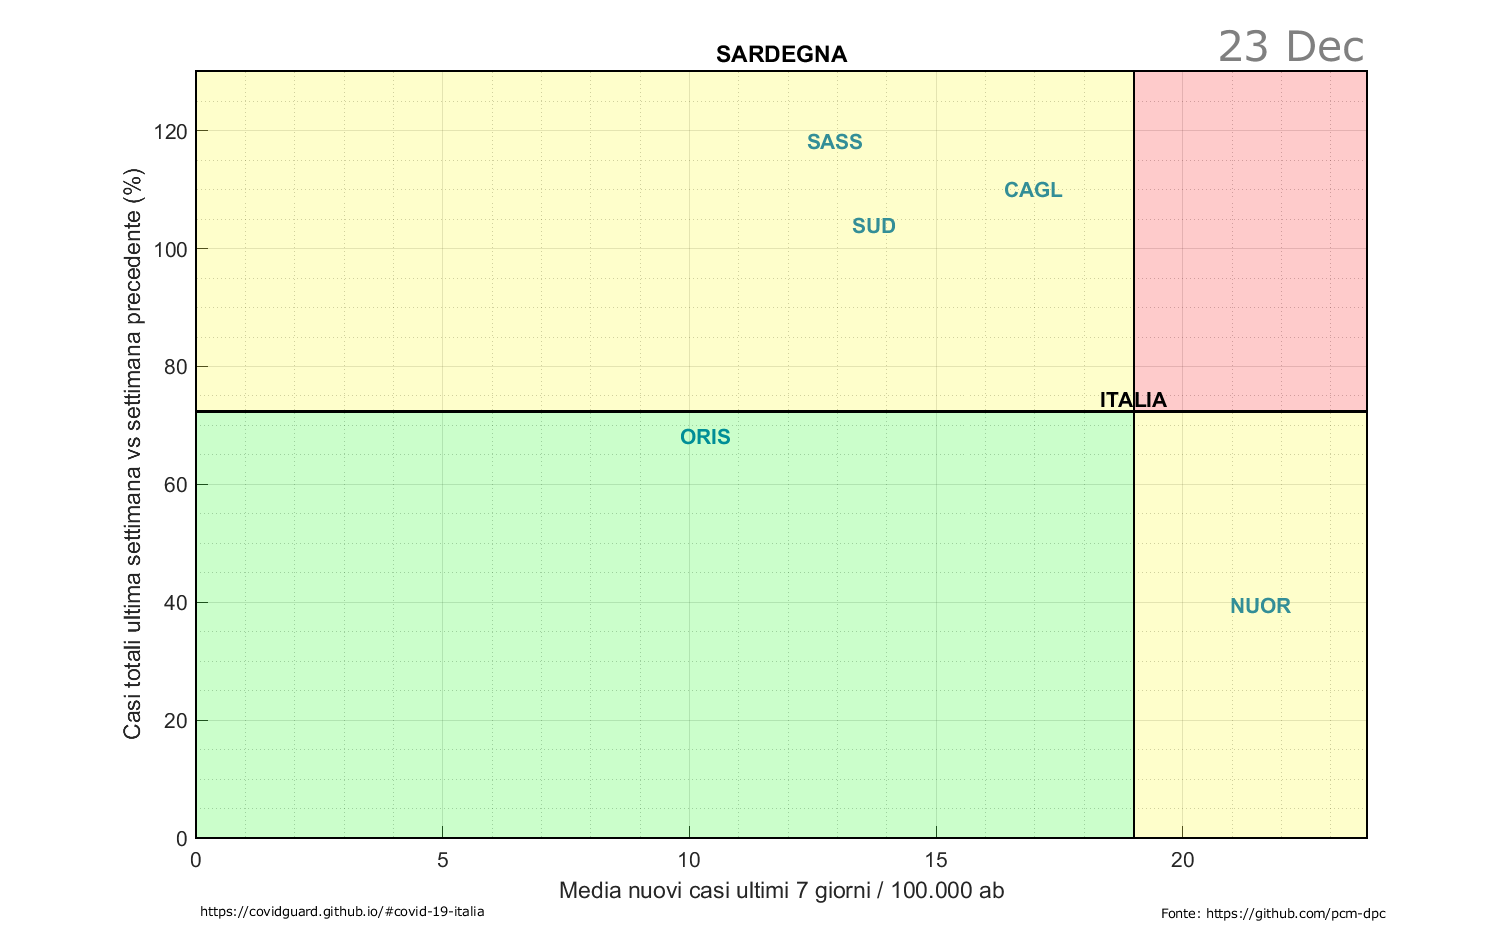 23 Dec
SARDEGNA
Casi totali ultima settimana vs settimana precedente (%)
120
100
80
60
40
20
0
SASS
CAGL
SUD
ITALIA
ORIS
NUOR
0 5 10 15 20
Media nuovi casi ultimi 7 giorni / 100.000 ab
https://covidguard.github.io/#covid-19-italia
Fonte: https://github.com/pcm-dpc